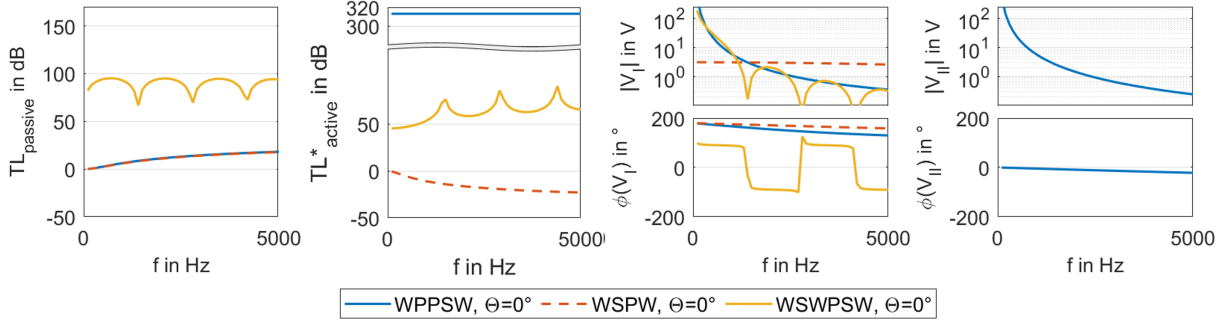 TL_passive in dB
150
100
50
0
-50
0
5000
f in Hz
TL*_active in dB
320
300
50
0
-50
0
5000
f in Hz
|V_I| in V
10^2
10^1
10^0
ϕ(V_I) in °
200
0
-200
0
5000
f in Hz
|V_II| in V
10^2
10^1
10^0
ϕ(V_II) in °
200
0
-200
0
5000
f in Hz
WPPSW, Θ=0° WSPW, Θ=0° WSWPSW, Θ=0°